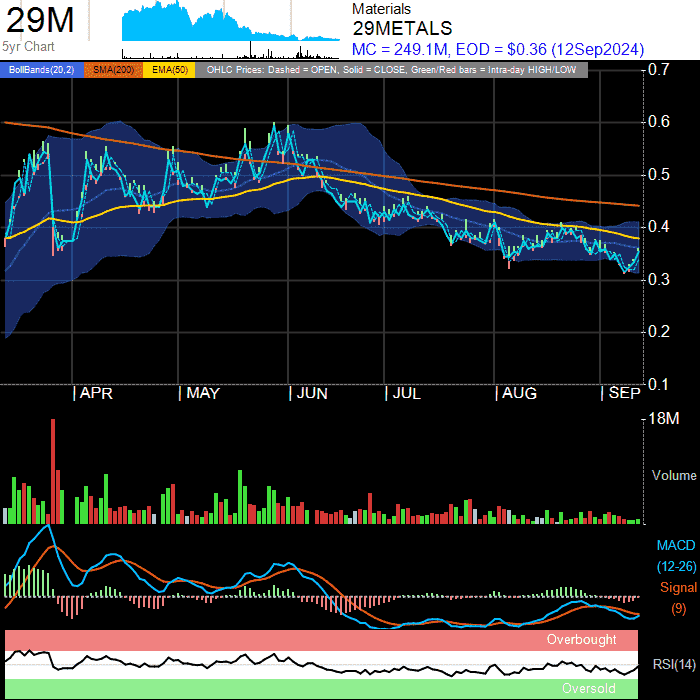 29M
5yr Chart
Materials
29METALS
MC = 249.1M, EOD = $0.36 (12Sep2024)
BollBands(20,2) SMA(200) EMA(50) OHLC Prices: Dashed = OPEN, Solid = CLOSE, Green/Red bars = Intra-day HIGH/LOW
0.7
0.6
0.5
0.4
0.3
0.2
0.1
APR MAY JUN JUL AUG SEP
18M
Volume
MACD
(12-26)
Signal
(9)
Overbought
RSI(14)
Oversold